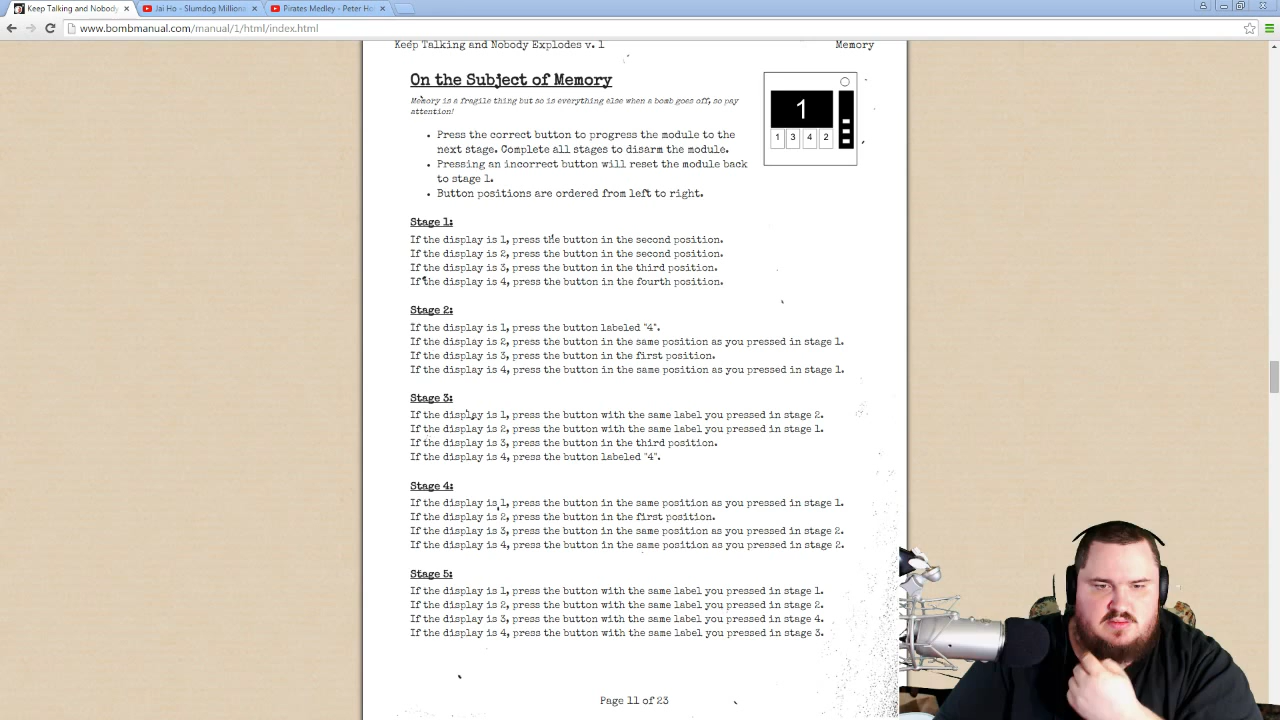 Keep Talking and Nobody
Jai Ho - Slumdog Milliona
Pirates Medley - Peter Ho
www.bombmanual.com/manual/1/html/index.html
Keep Talking and Nobody Explodes v. 1
Memory
On the Subject of Memory
Memory is a fragile thing but so is everything else when a bomb goes off, so pay
attention!
• Press the correct button to progress the module to the
next stage. Complete all stages to disarm the module.
• Pressing an incorrect button will reset the module back
to stage 1.
• Button positions are ordered from left to right.
1
1 3 4 2
Stage 1:
If the display is 1, press the button in the second position.
If the display is 2, press the button in the second position.
If the display is 3, press the button in the third position.
If the display is 4, press the button in the fourth position.
Stage 2:
If the display is 1, press the button labeled "4".
If the display is 2, press the button in the same position as you pressed in stage 1.
If the display is 3, press the button in the first position.
If the display is 4, press the button in the same position as you pressed in stage 1.
Stage 3:
If the display is 1, press the button with the same label you pressed in stage 2.
If the display is 2, press the button with the same label you pressed in stage 1.
If the display is 3, press the button in the third position.
If the display is 4, press the button labeled "4".
Stage 4:
If the display is 1, press the button in the same position as you pressed in stage 1.
If the display is 2, press the button in the first position.
If the display is 3, press the button in the same position as you pressed in stage 2.
If the display is 4, press the button in the same position as you pressed in stage 2.
Stage 5:
If the display is 1, press the button with the same label you pressed in stage 1.
If the display is 2, press the button with the same label you pressed in stage 2.
If the display is 3, press the button with the same label you pressed in stage 4.
If the display is 4, press the button with the same label you pressed in stage 3.
Page 11 of 23